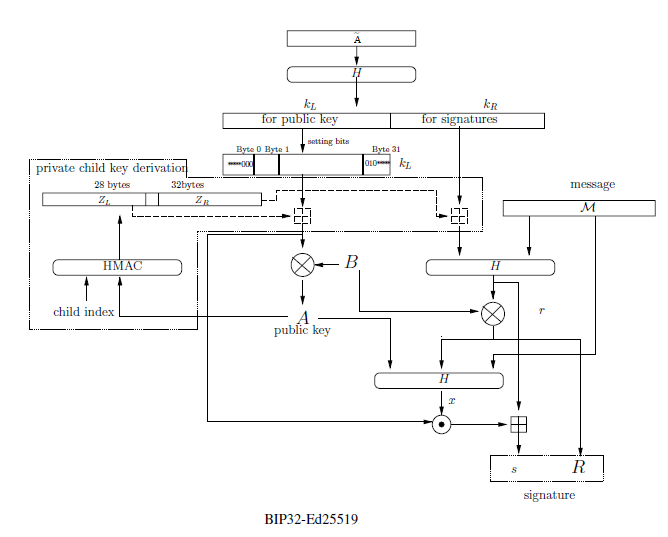 Ã
H
k_L
k_R
for public key
for signatures
setting bits
Byte 0 Byte 1
Byte 31
*****000
010*****
k_L
private child key derivation
28 bytes
32bytes
Z_L
Z_R
message
M
HMAC
B
H
child index
A
public key
r
H
x
s
R
signature
BIP32-Ed25519